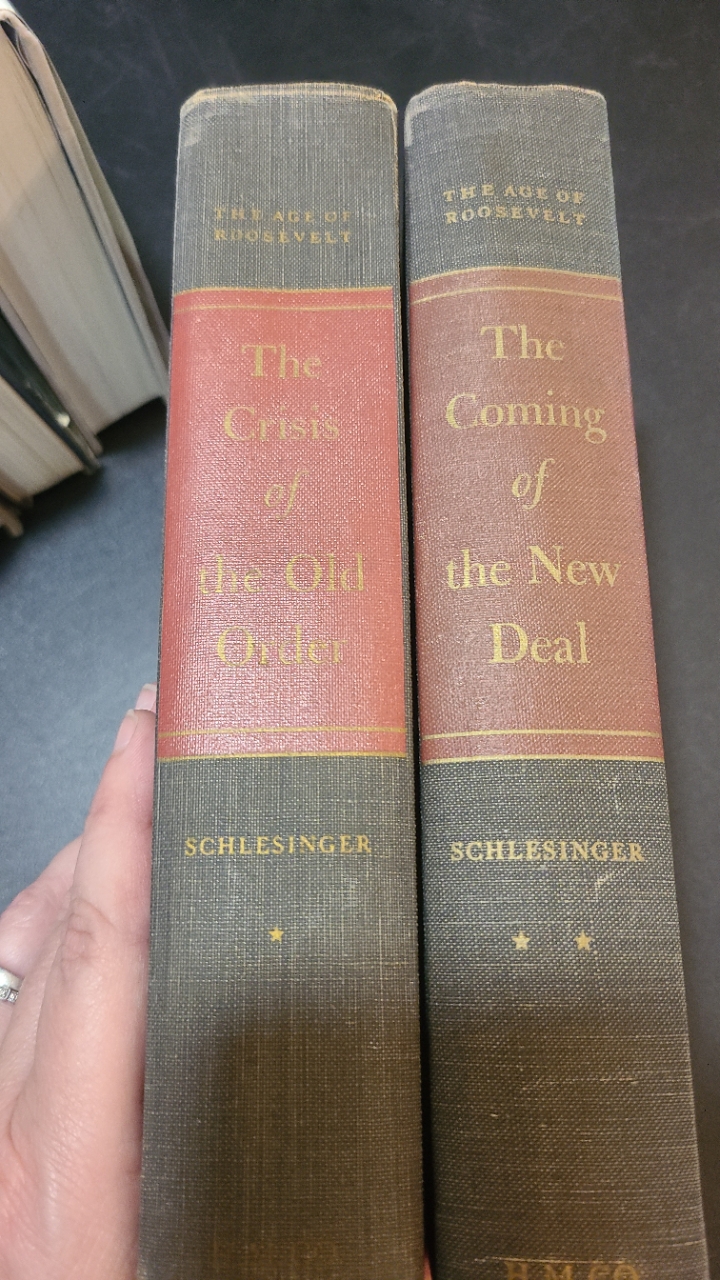 THE AGE OF
ROOSEVELT
The
Crisis
of
the Old
Order
SCHLESINGER
THE AGE OF
ROOSEVELT
The
Coming
of
the New
Deal
SCHLESINGER
H.M.CO.